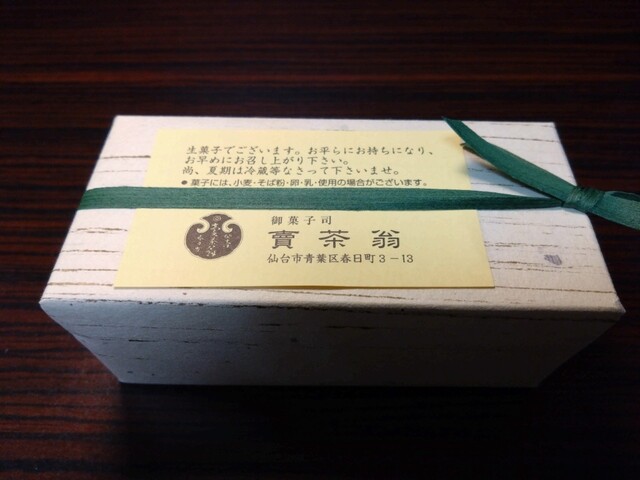 生菓子でございます。お平らにお持ちになり、
お早めにお召し上がり下さい。
尚、夏期は冷蔵等なさって下さいませ。
●菓子には、小麦・そば粉・卵・乳・使用の場合がございます。
御菓子司
賣茶翁
仙台市青葉区春日町3-13